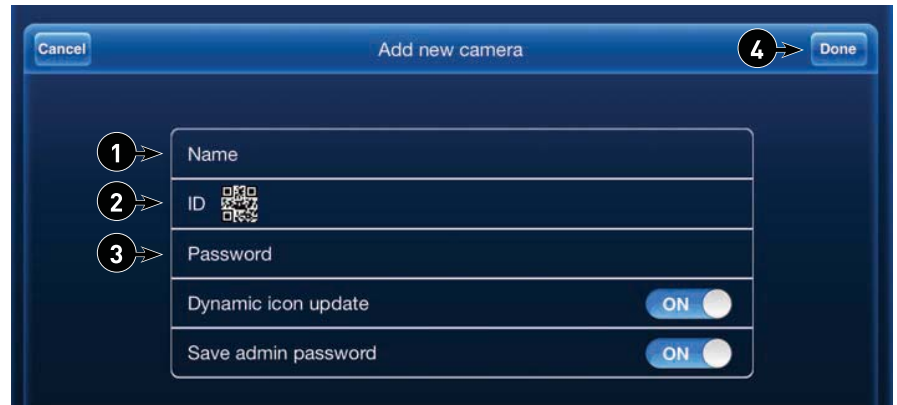 Cancel Add new camera 4 Done
1 Name
2 ID
3 Password
Dynamic icon update ON
Save admin password ON